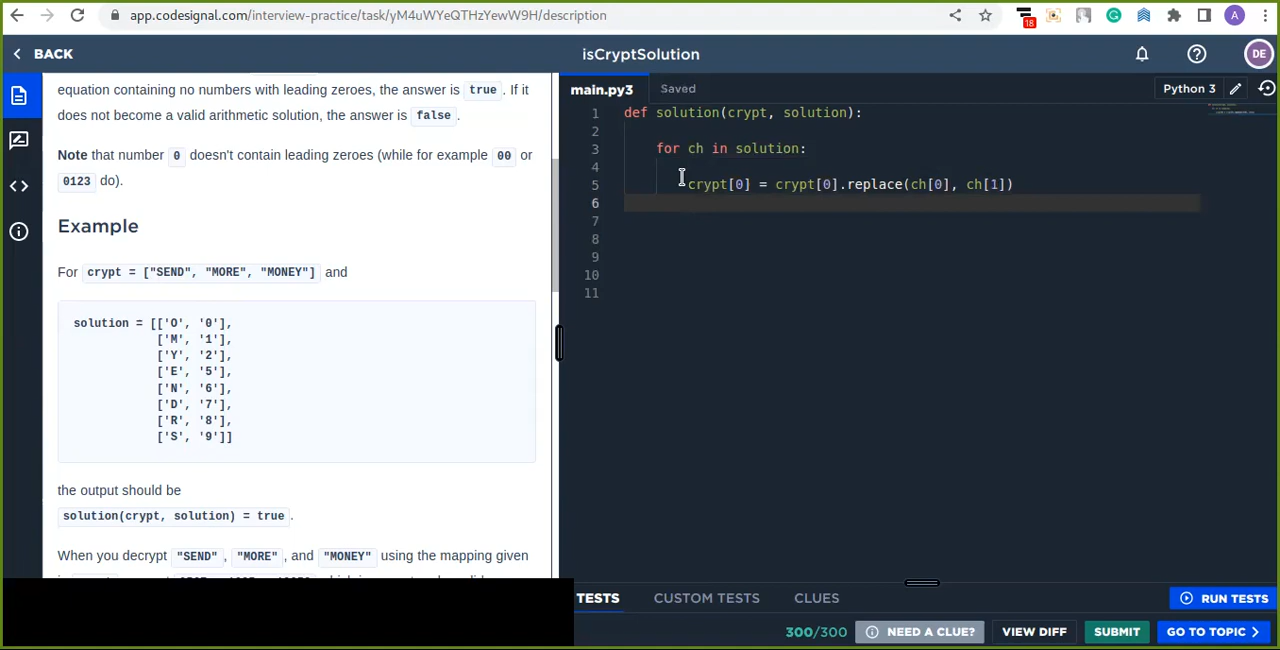 app.codesignal.com/interview-practice/task/yM4uWYeQTHzYewW9H/description
18
A
BACK
isCryptSolution
DE
equation containing no numbers with leading zeroes, the answer is true. If it
does not become a valid arithmetic solution, the answer is false.
Note that number 0 doesn't contain leading zeroes (while for example 00 or
0123 do).
Example
For crypt = ["SEND", "MORE", "MONEY"] and
solution = [['O', '0'],
['M', '1'],
['Y', '2'],
['E', '5'],
['N', '6'],
['D', '7'],
['R', '8'],
['S', '9']]
the output should be
solution(crypt, solution) = true.
When you decrypt "SEND", "MORE", and "MONEY" using the mapping given
main.py3
Saved
Python 3
1 def solution(crypt, solution):
2
3 for ch in solution:
4
5 crypt[0] = crypt[0].replace(ch[0], ch[1])
6
7
8
9
10
11
TESTS
CUSTOM TESTS
CLUES
RUN TESTS
300/300
NEED A CLUE?
VIEW DIFF
SUBMIT
GO TO TOPIC